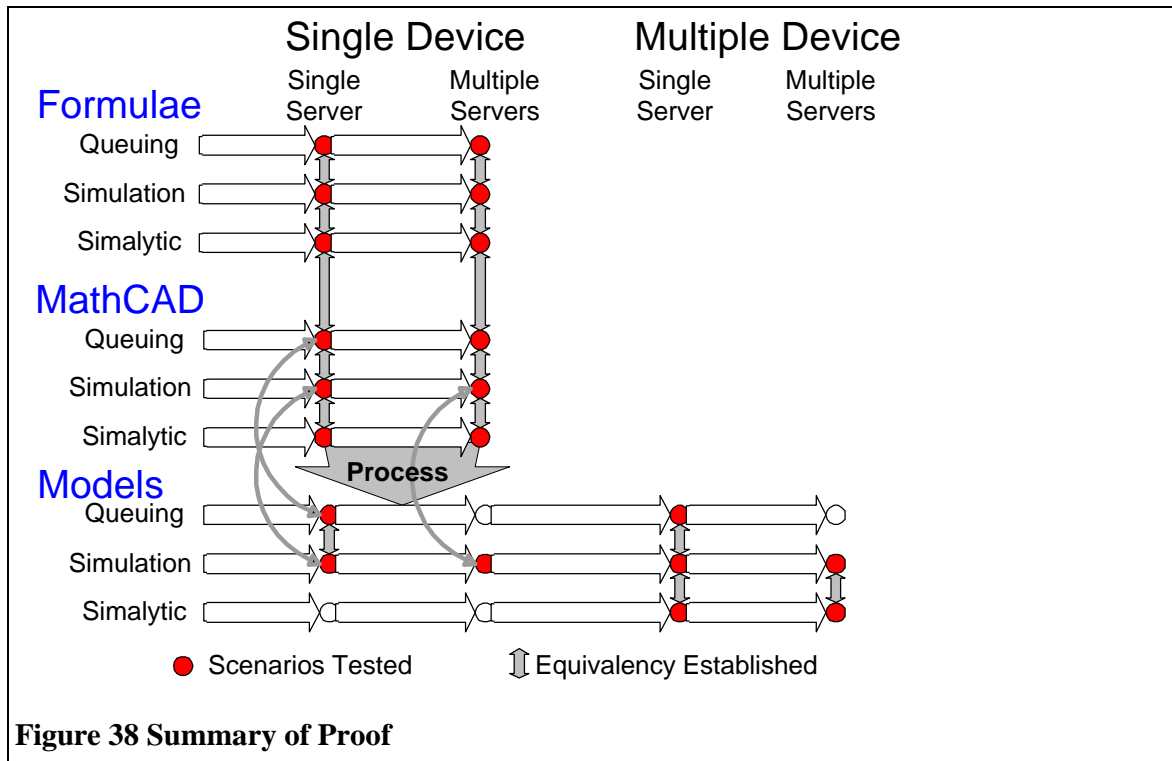 Single Device Multiple Device
Single Server Multiple Servers Single Server Multiple Servers
Formulae
Queuing
Simulation
Simalytic
MathCAD
Queuing
Simulation
Simalytic
Process
Models
Queuing
Simulation
Simalytic
Scenarios Tested Equivalency Established
Figure 38 Summary of Proof